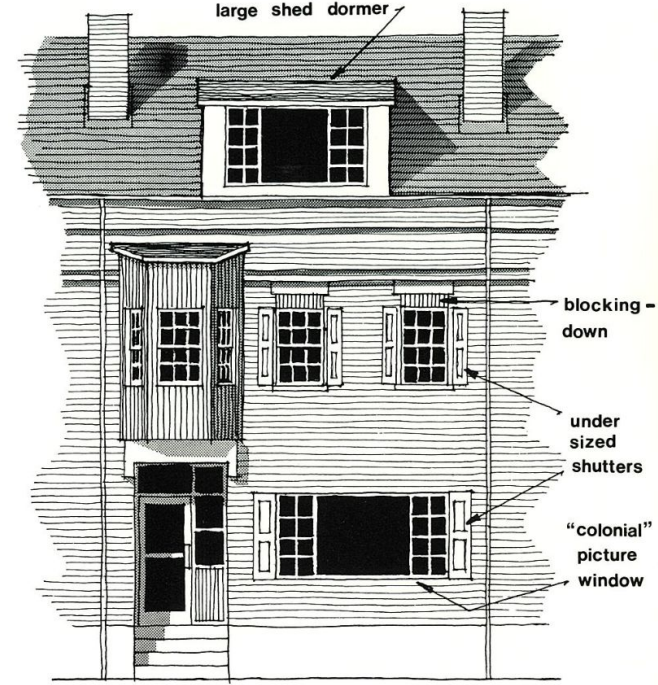 large shed dormer
blocking-
down
under
sized
shutters
"colonial"
picture
window